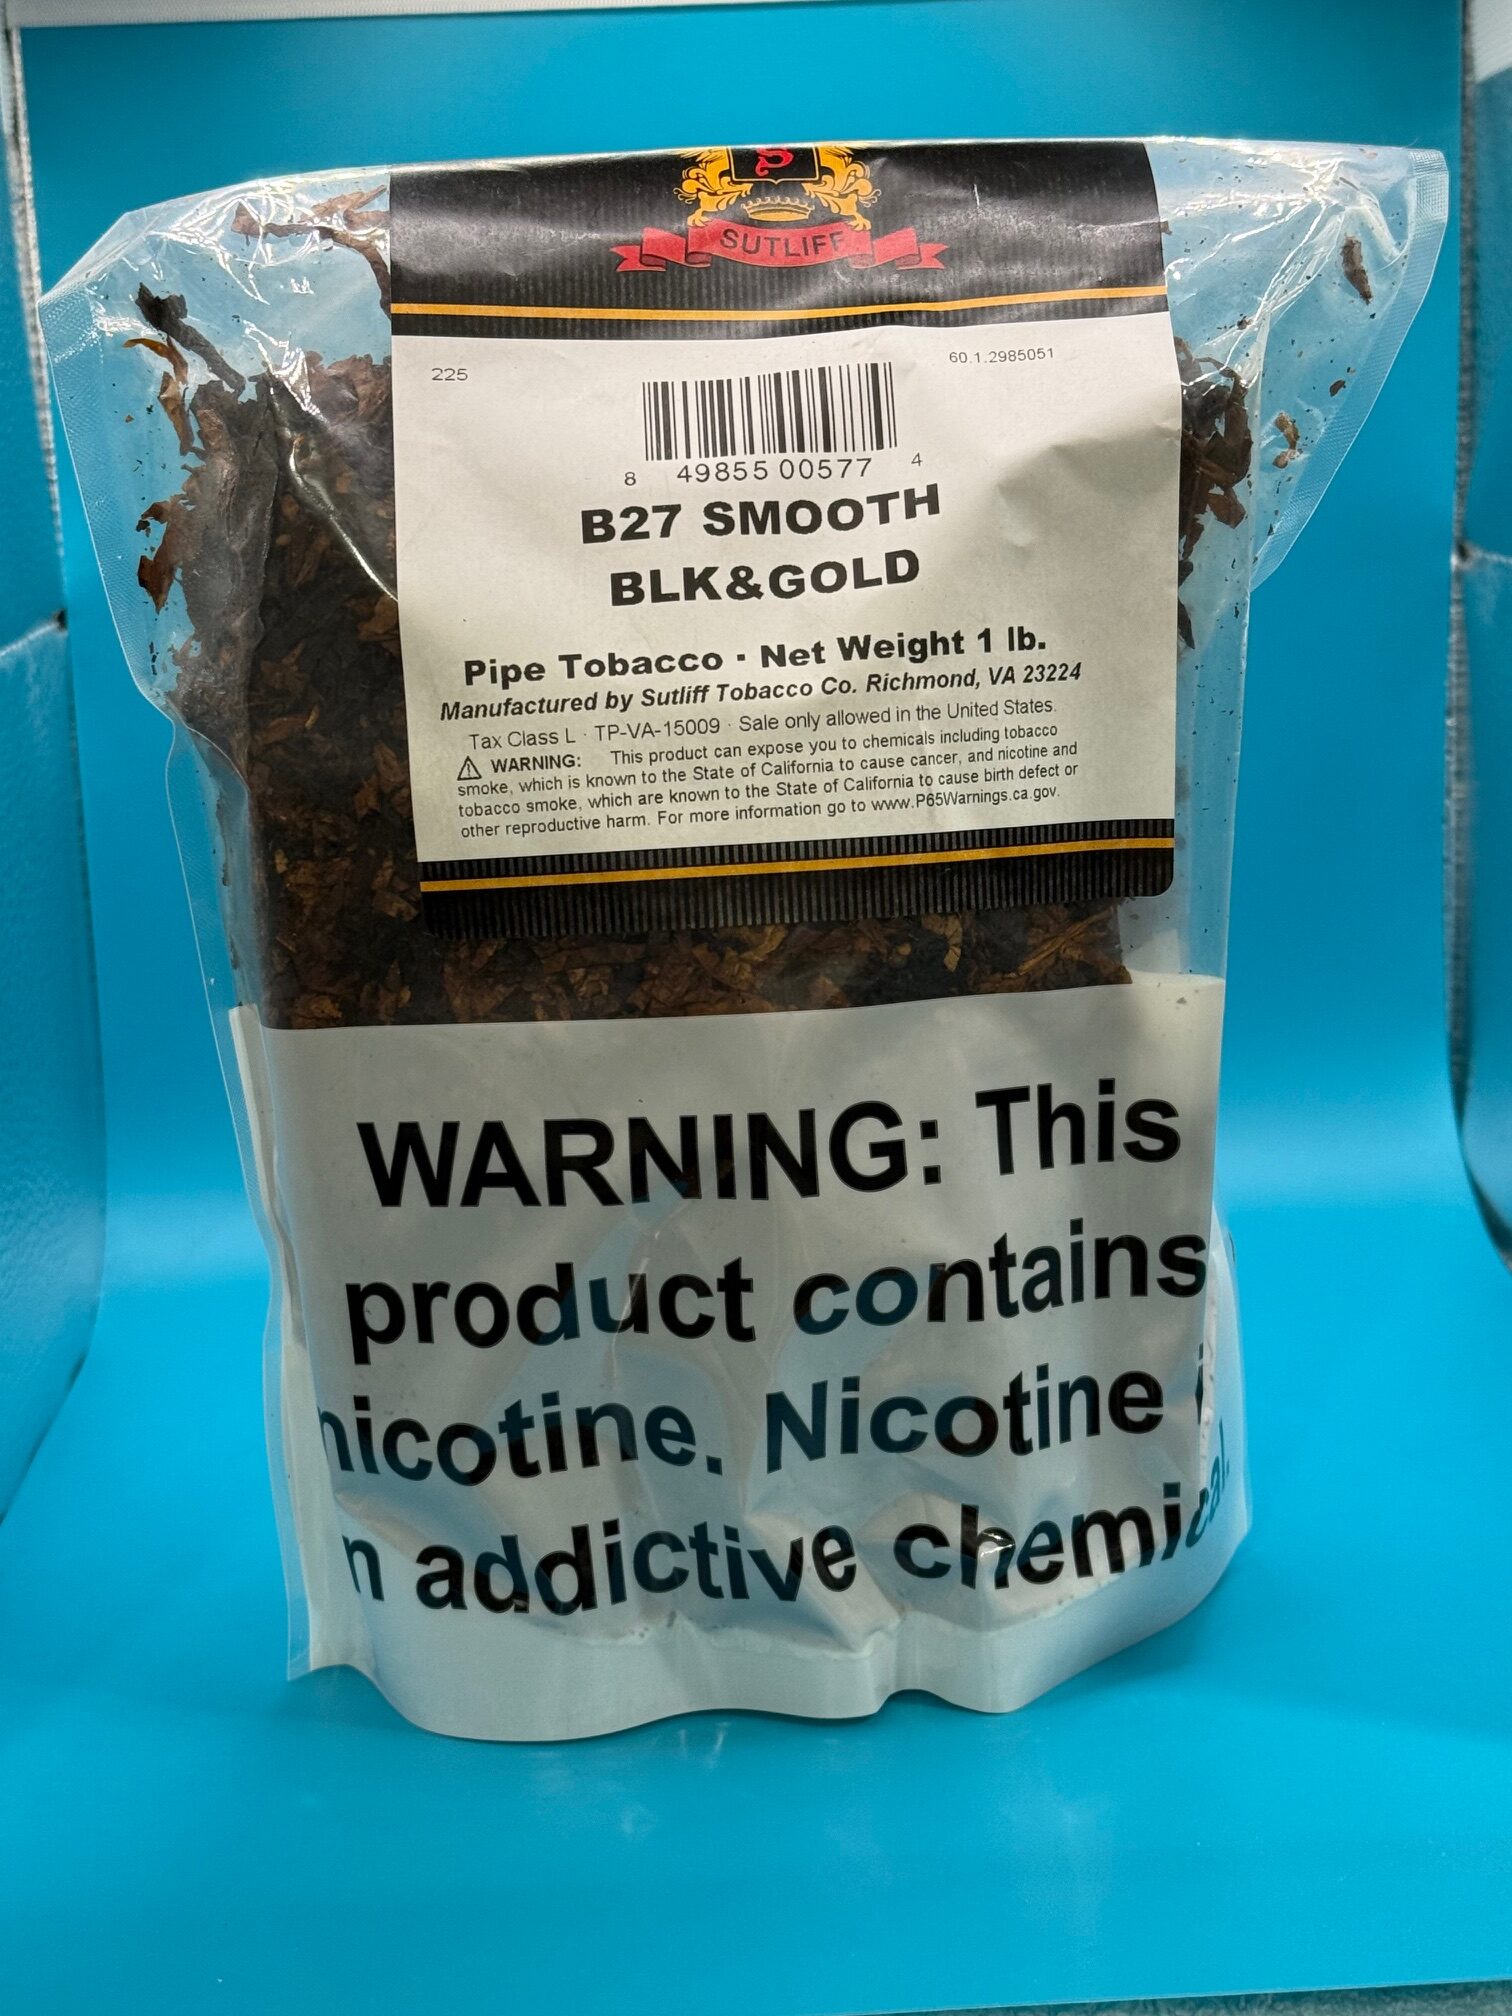 S
SUTLIFF
225
60.1.2985051
8 49855 00577 4
B27 SMOOTH
BLK&GOLD
Pipe Tobacco · Net Weight 1 lb.
Manufactured by Sutliff Tobacco Co. Richmond, VA 23224
Tax Class L · TP-VA-15009 · Sale only allowed in the United States.
WARNING: This product can expose you to chemicals including tobacco
smoke, which is known to the State of California to cause cancer, and nicotine and
tobacco smoke, which are known to the State of California to cause birth defect or
other reproductive harm. For more information go to www.P65Warnings.ca.gov.
WARNING: This
product contains
nicotine. Nicotine i
n addictive chemical.